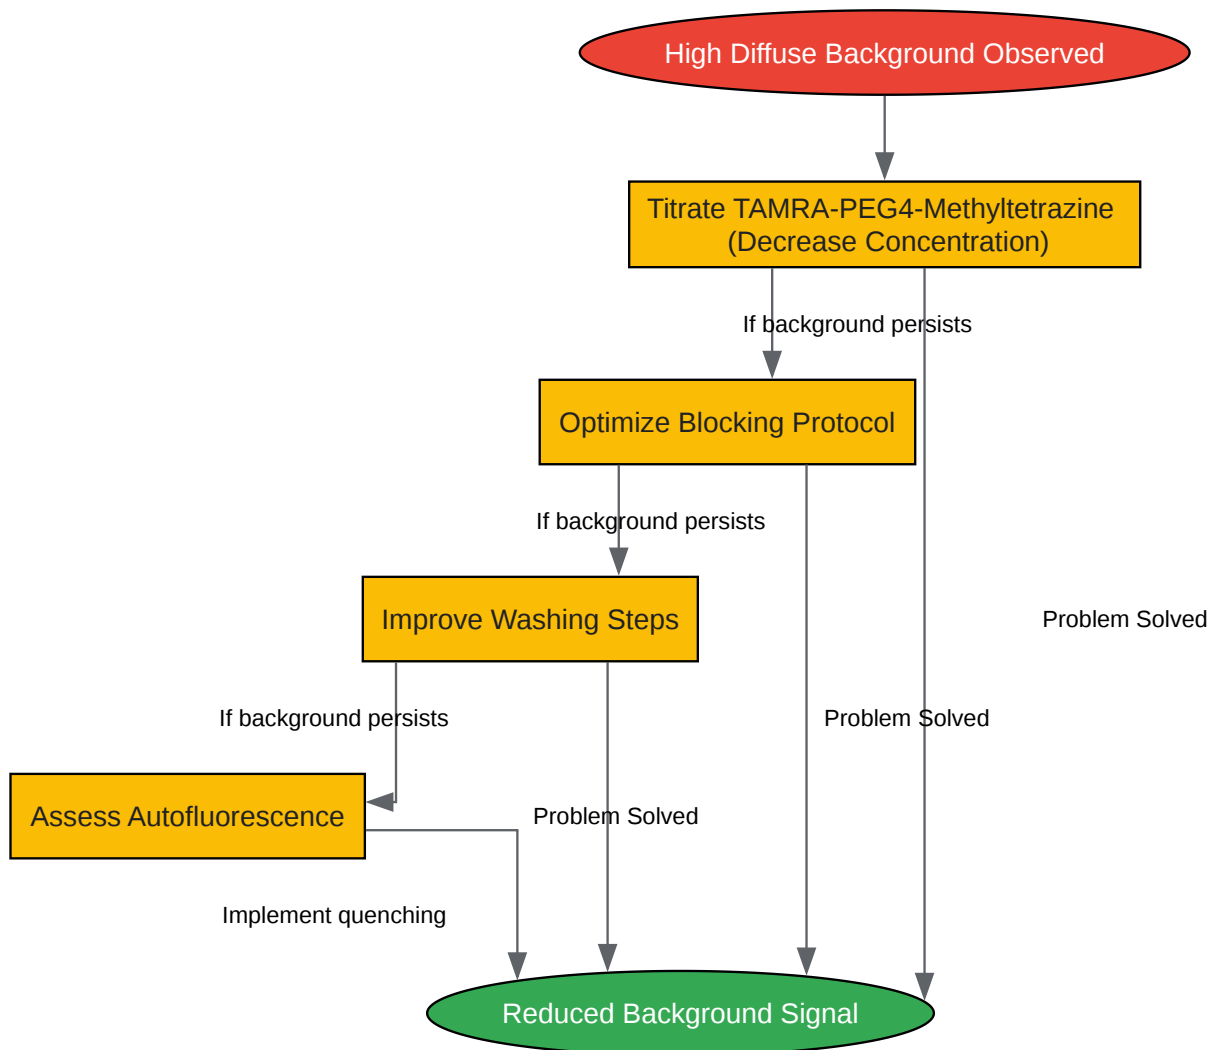 High Diffuse Background Observed
Titrate TAMRA-PEG4-Methyltetrazine
(Decrease Concentration)
If background persists
Optimize Blocking Protocol
If background persists
Improve Washing Steps
Problem Solved
If background persists
Problem Solved
Assess Autofluorescence
Problem Solved
Implement quenching
Reduced Background Signal